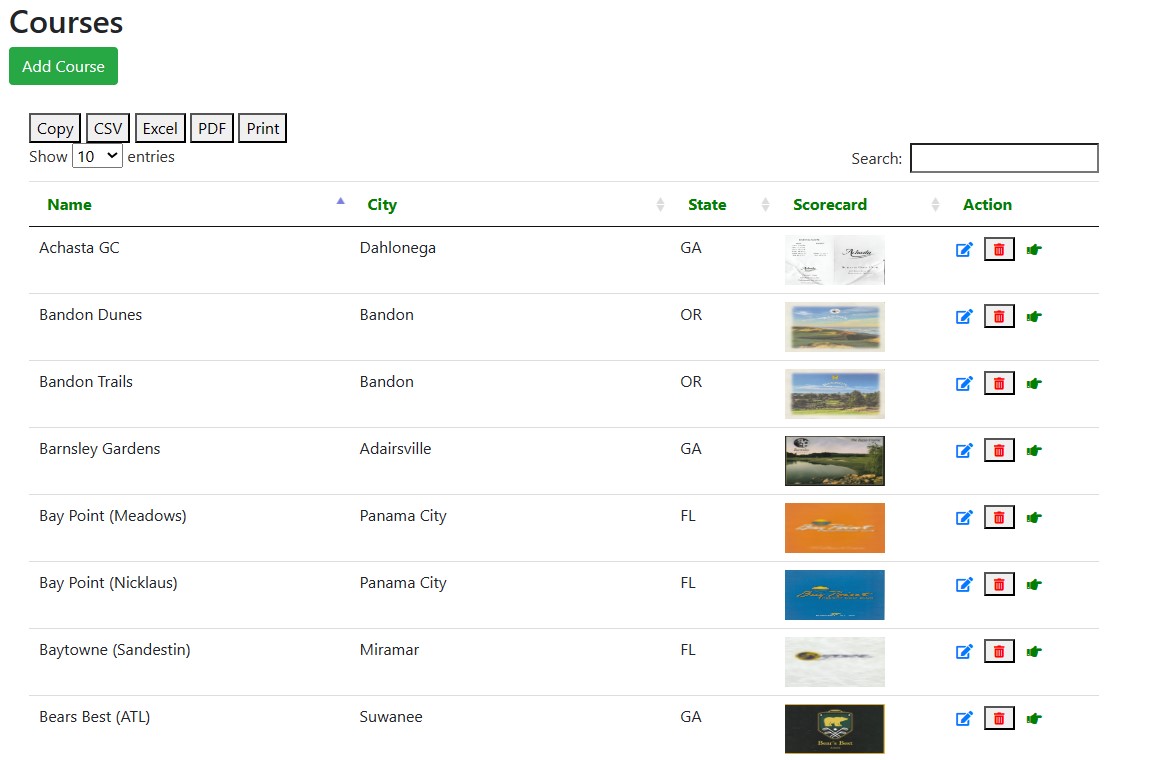 Courses
Add Course
Copy CSV Excel PDF Print
Show 10 entries Search:
Name City State Scorecard Action
Achasta GC Dahlonega GA
Bandon Dunes Bandon OR
Bandon Trails Bandon OR
Barnsley Gardens Adairsville GA
Bay Point (Meadows) Panama City FL
Bay Point (Nicklaus) Panama City FL
Baytowne (Sandestin) Miramar FL
Bears Best (ATL) Suwanee GA
Bear's Best